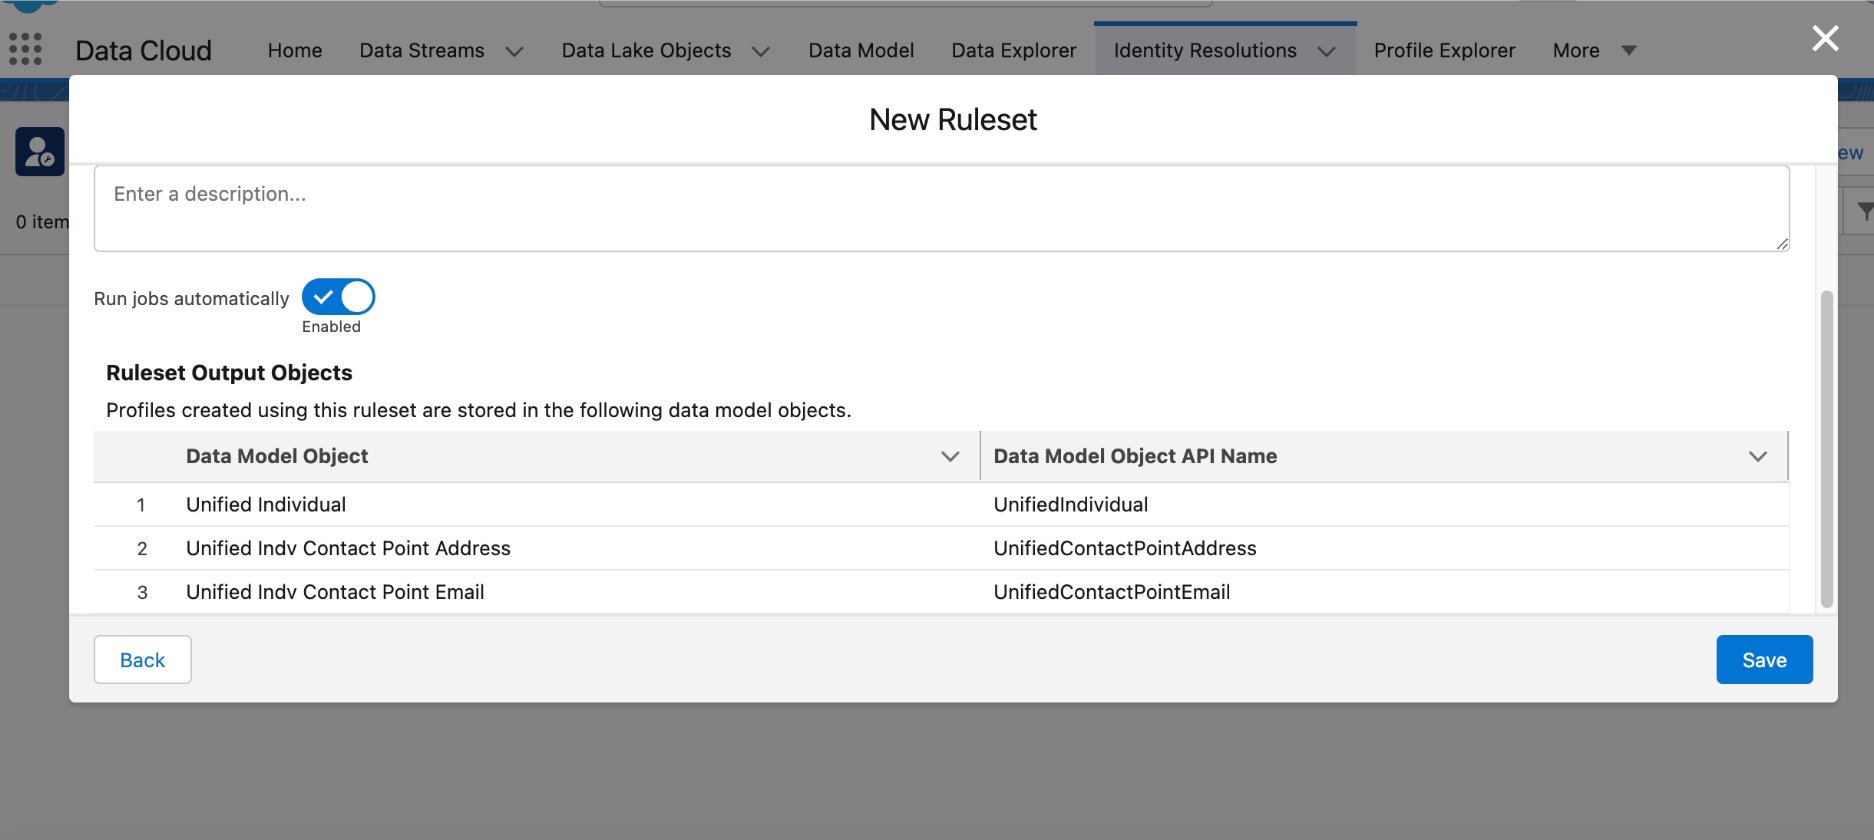 Data Cloud Home Data Streams Data Lake Objects Data Model Data Explorer Identity Resolutions Profile Explorer More
New Ruleset
ew
Enter a description...
0 item
Run jobs automatically
Enabled
Ruleset Output Objects
Profiles created using this ruleset are stored in the following data model objects.
Data Model Object Data Model Object API Name
1 Unified Individual UnifiedIndividual
2 Unified Indv Contact Point Address UnifiedContactPointAddress
3 Unified Indv Contact Point Email UnifiedContactPointEmail
Back Save